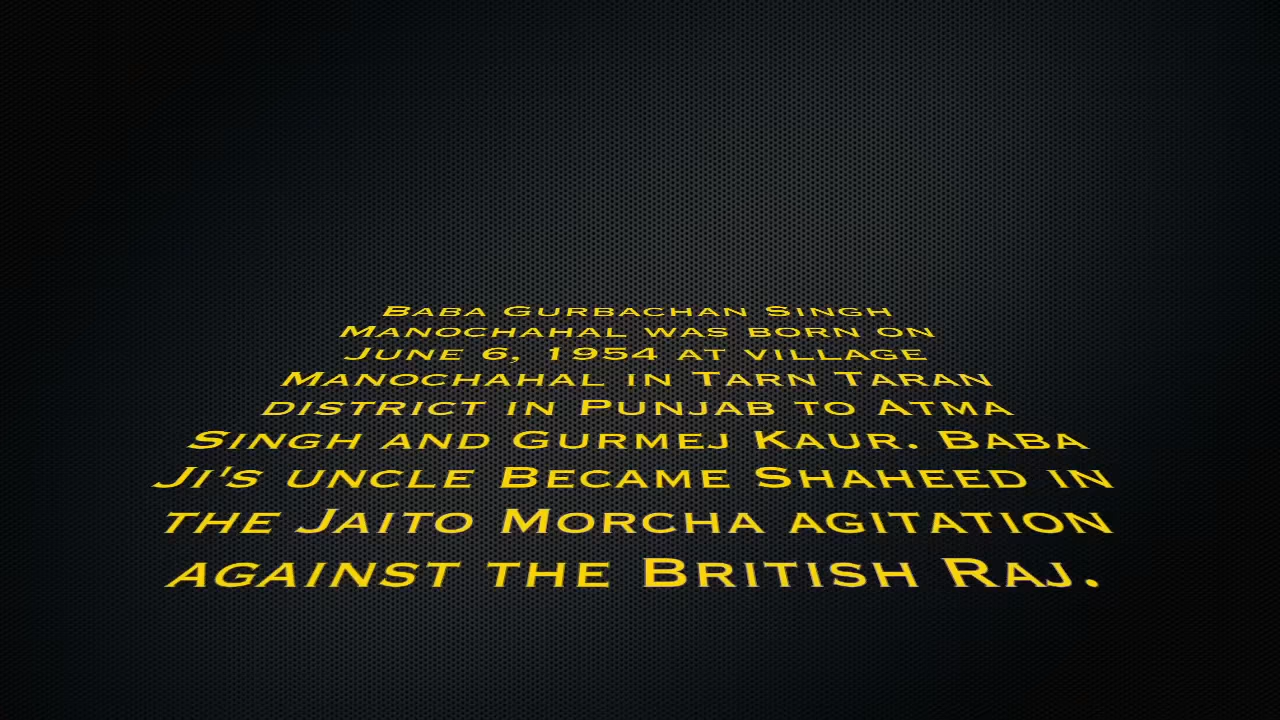 Baba Gurbachan Singh
Manochahal was born on
June 6, 1954 at village
Manochahal in Tarn Taran
district in Punjab to Atma
Singh and Gurmej Kaur. Baba
Ji's uncle Became Shaheed in
the Jaito Morcha agitation
against the British Raj.